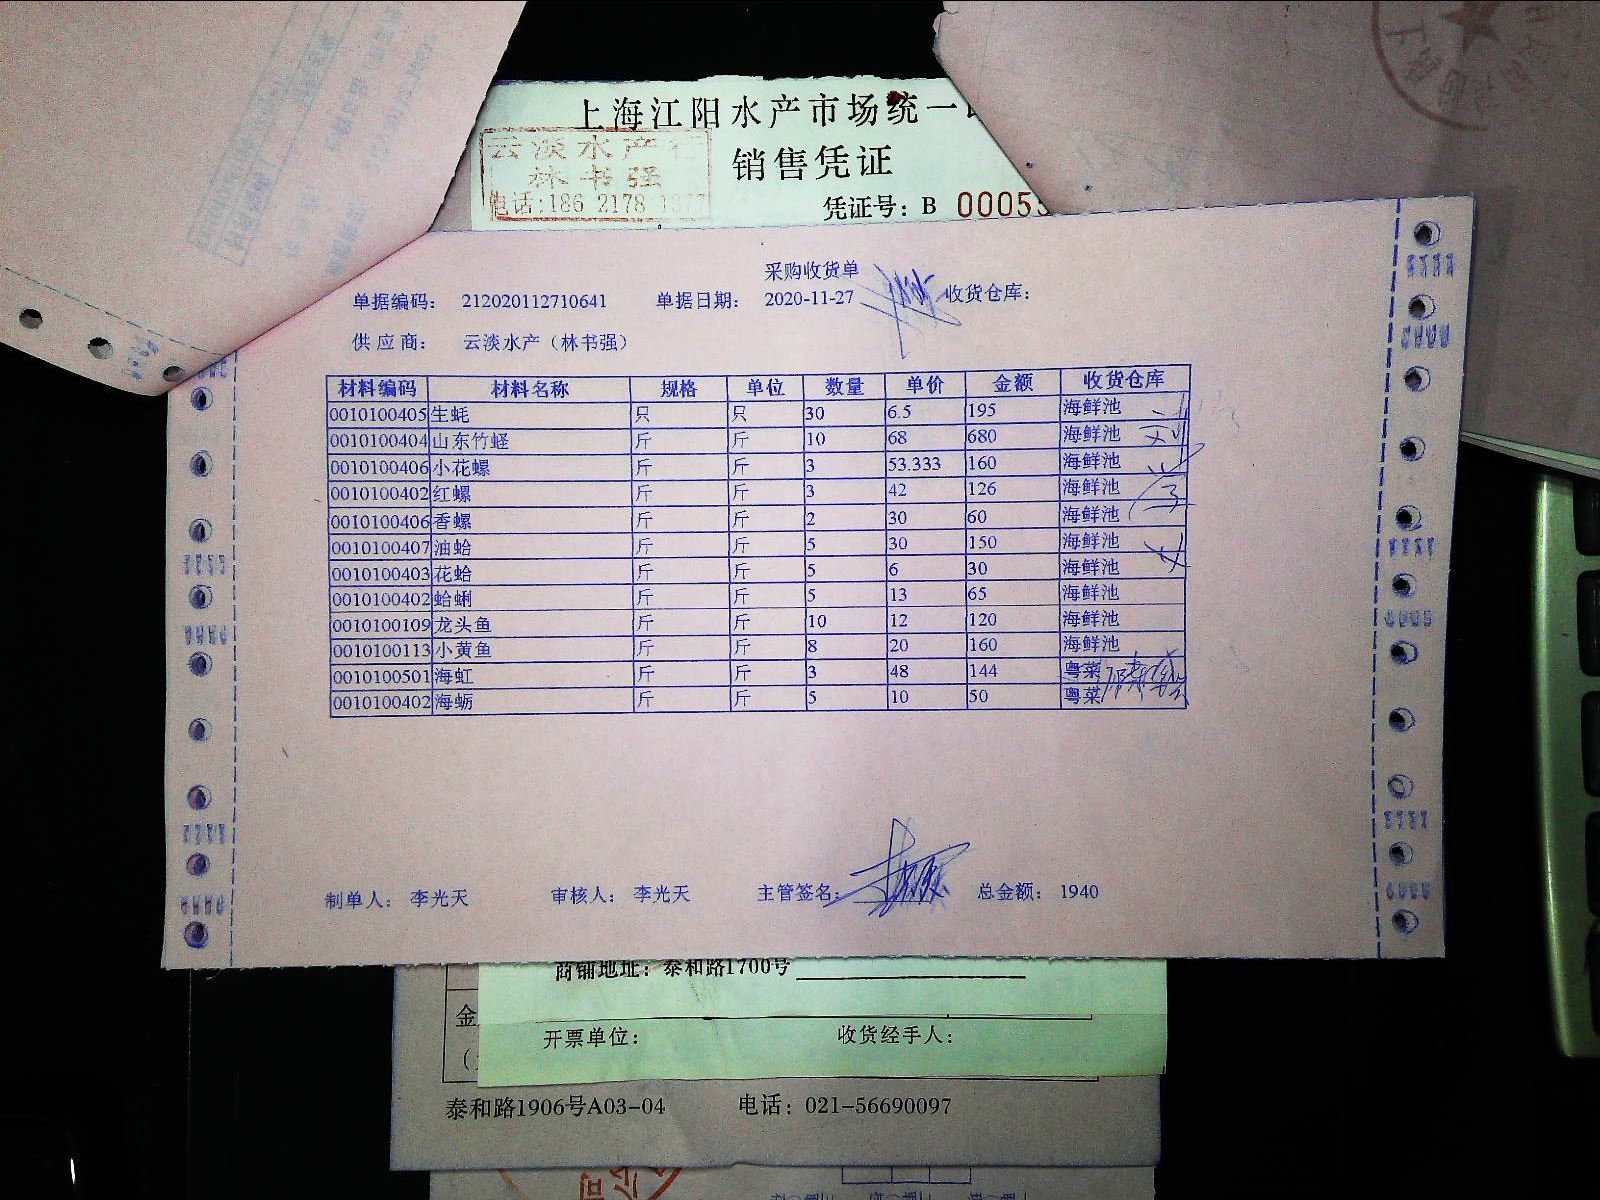 上海江阳水产市场统一
云淡水产行
林书强
电话:186 2178 1877
销售凭证
凭证号: B 00055
采购收货单
单据编码: 212020112710641 单据日期: 2020-11-27 收货仓库:
供应商: 云淡水产（林书强）
材料编码 材料名称 规格 单位 数量 单价 金额 收货仓库
0010100405 生蚝 只 只 30 6.5 195 海鲜池
0010100404 山东竹蛏 斤 斤 10 68 680 海鲜池
0010100406 小花螺 斤 斤 3 53.333 160 海鲜池
0010100402 红螺 斤 斤 3 42 126 海鲜池
0010100406 香螺 斤 斤 2 30 60 海鲜池
0010100407 油蛤 斤 斤 5 30 150 海鲜池
0010100403 花蛤 斤 斤 5 6 30 海鲜池
0010100402 蛤蜊 斤 斤 5 13 65 海鲜池
0010100109 龙头鱼 斤 斤 10 12 120 海鲜池
0010100113 小黄鱼 斤 斤 8 20 160 海鲜池
0010100501 海虹 斤 斤 3 48 144 粤菜
0010100402 海蛎 斤 斤 5 10 50 粤菜
制单人: 李光天 审核人: 李光天 主管签名: 总金额: 1940
商铺地址: 泰和路1700号
金
开票单位: 收货经手人:
泰和路1906号A03-04 电话: 021-56690097
公司